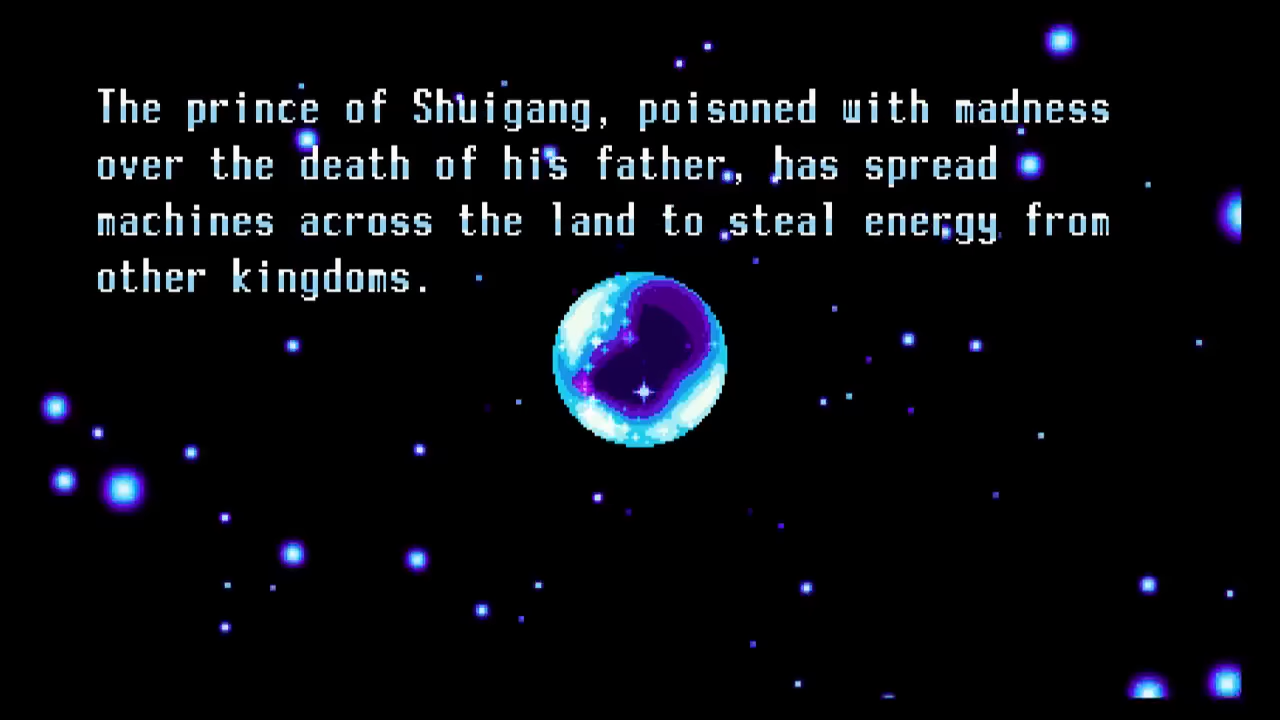 The prince of Shuigang, poisoned with madness
over the death of his father, has spread
machines across the land to steal energy from
other kingdoms.